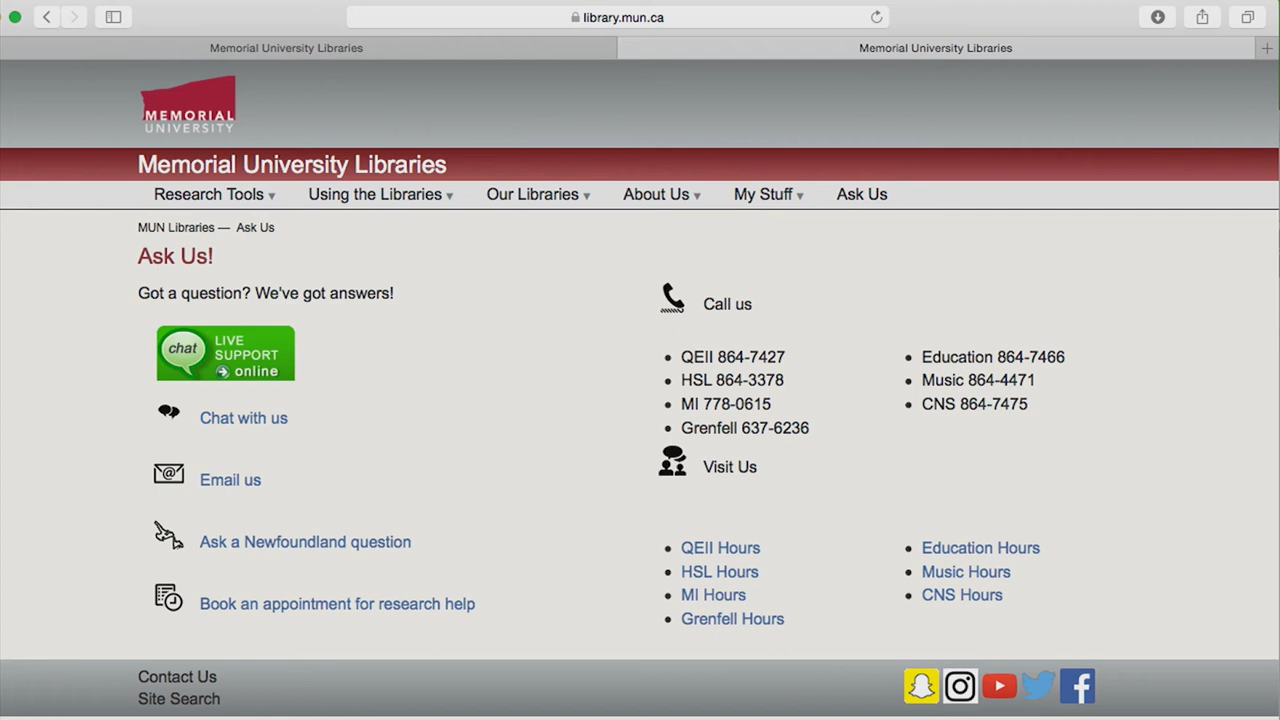 library.mun.ca
Memorial University Libraries
Memorial University Libraries
MEMORIAL
UNIVERSITY
Memorial University Libraries
Research Tools
Using the Libraries
Our Libraries
About Us
My Stuff
Ask Us
MUN Libraries — Ask Us
Ask Us!
Got a question? We've got answers!
chat
LIVE
SUPPORT
online
Chat with us
Email us
Ask a Newfoundland question
Book an appointment for research help
Call us
QEII 864-7427
HSL 864-3378
MI 778-0615
Grenfell 637-6236
Education 864-7466
Music 864-4471
CNS 864-7475
Visit Us
QEII Hours
HSL Hours
MI Hours
Grenfell Hours
Education Hours
Music Hours
CNS Hours
Contact Us
Site Search